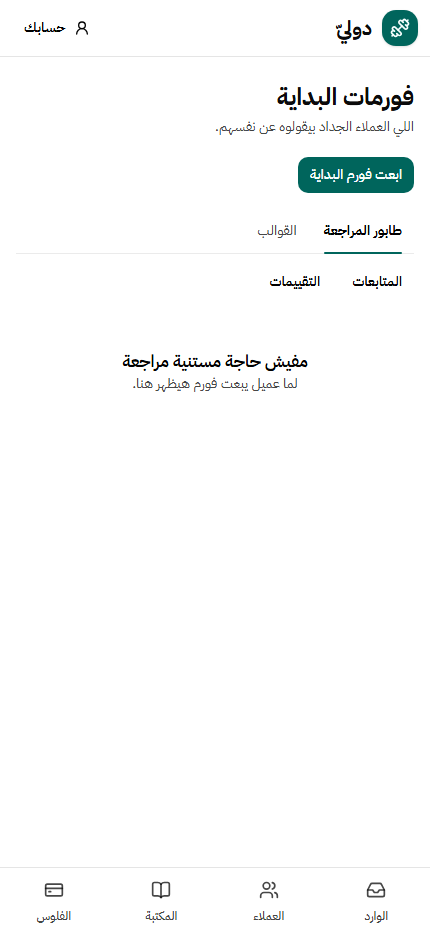 دوليّ
حسابك
فورمات البداية
اللي العملاء الجداد بيقولوه عن نفسهم.
ابعت فورم البداية
طابور المراجعة
القوالب
المتابعات
التقييمات
مفيش حاجة مستنية مراجعة
لما عميل يبعت فورم هيظهر هنا.
الوارد
العملاء
المكتبة
الفلوس